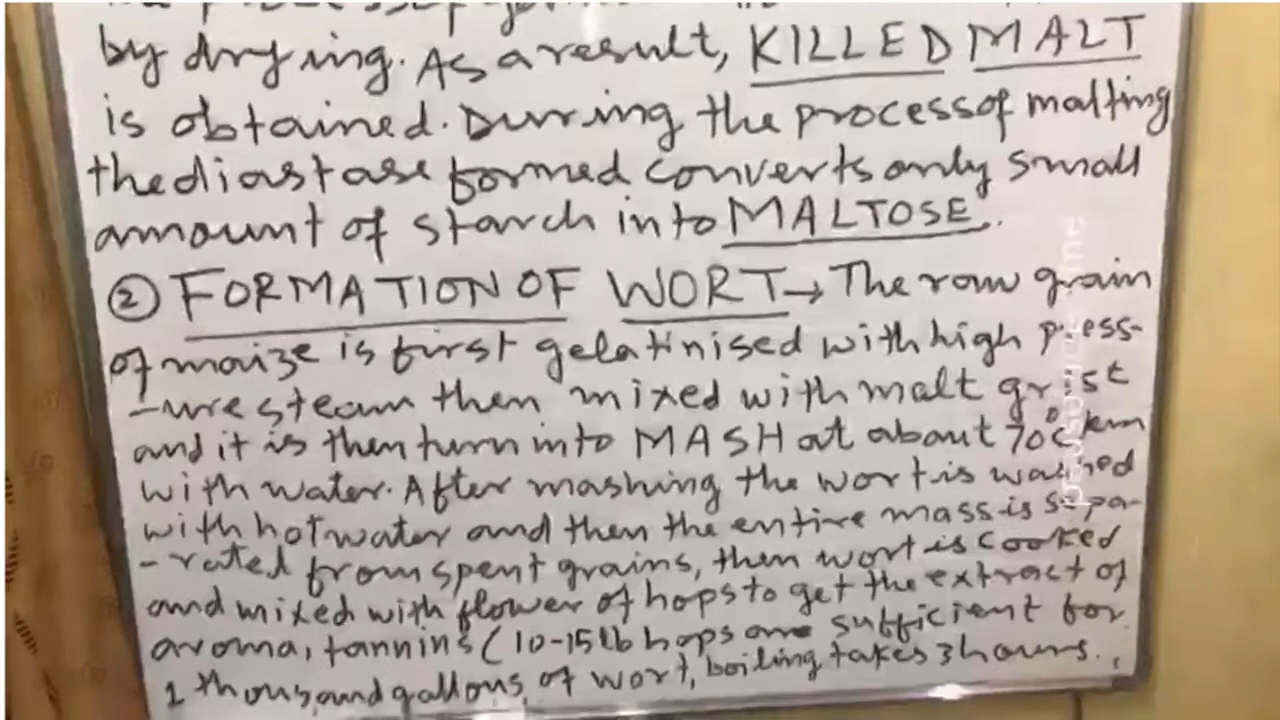 by drying. As a result, KILLED MALT
is obtained. During the process of malting
the diastase formed converts only small
amount of starch into MALTOSE.
② FORMATION OF WORT → The raw grain
of maize is first gelatinised with high press-
-ure steam then mixed with malt grist
and it is then turn into MASH at about 70°C
with water. After mashing the wort is washed
with hot water and then the entire mass is sepa-
-rated from spent grains, then wort is cooked
and mixed with flower of hops to get the extract of
aroma, tannins (10-15 lb hops are sufficient for
1 thousand gallons of wort, boiling takes 3 hours.